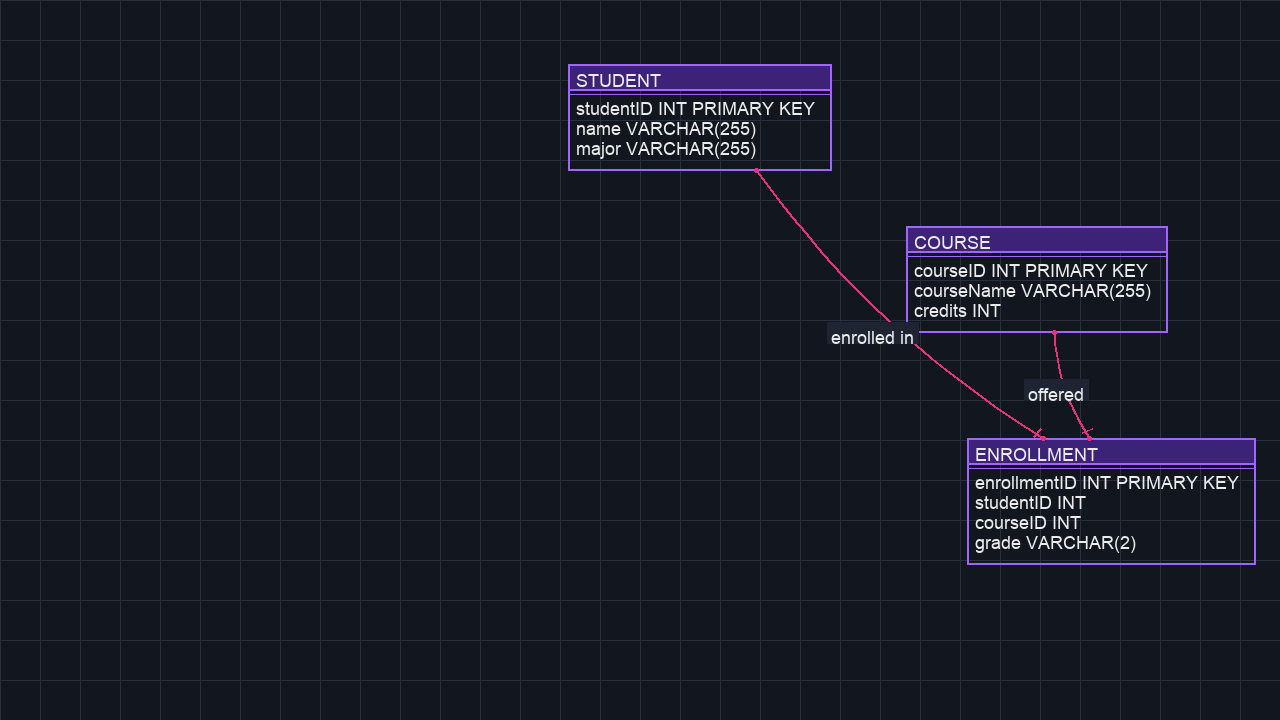 STUDENT
studentID INT PRIMARY KEY
name VARCHAR(255)
major VARCHAR(255)
COURSE
courseID INT PRIMARY KEY
courseName VARCHAR(255)
credits INT
enrolled in
offered
ENROLLMENT
enrollmentID INT PRIMARY KEY
studentID INT
courseID INT
grade VARCHAR(2)